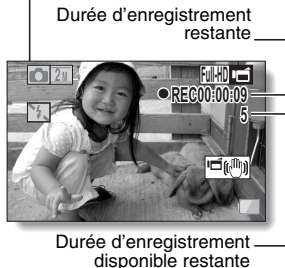 Durée d'enregistrement
restante
2M Full-HD
REC00:00:09
5
Durée d'enregistrement
disponible restante